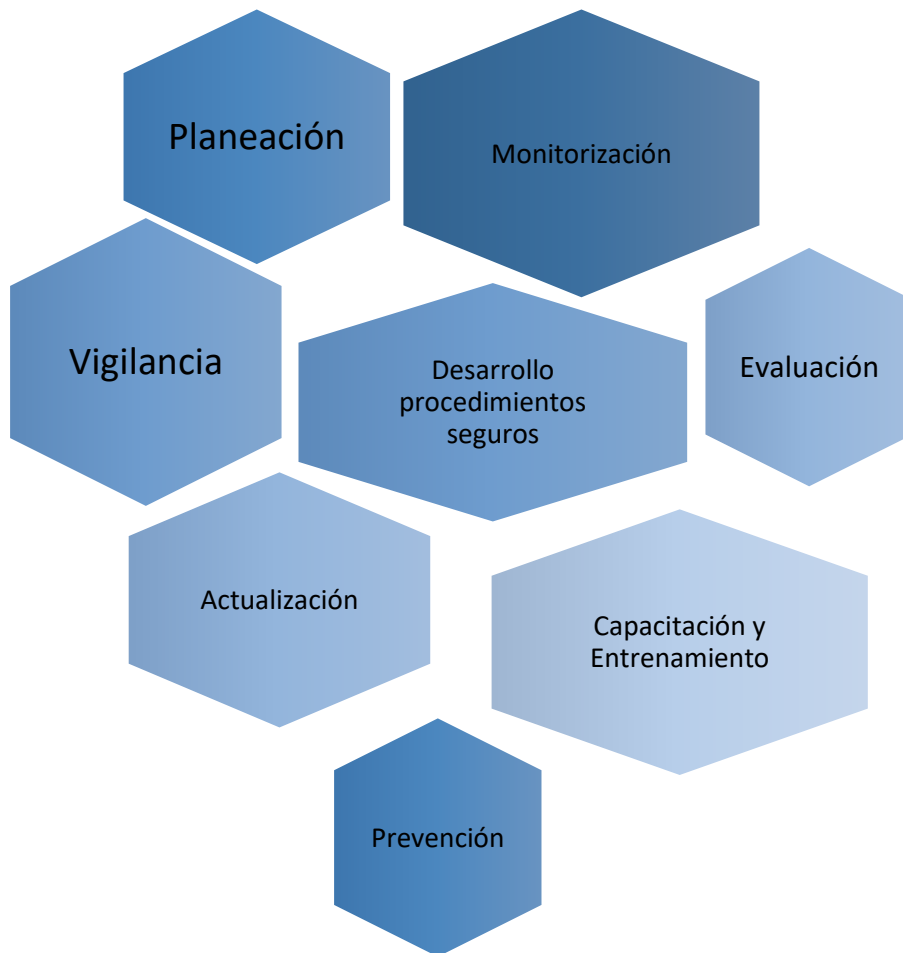 Planeación
Monitorización
Vigilancia
Desarrollo
procedimientos
seguros
Evaluación
Actualización
Capacitación y
Entrenamiento
Prevención